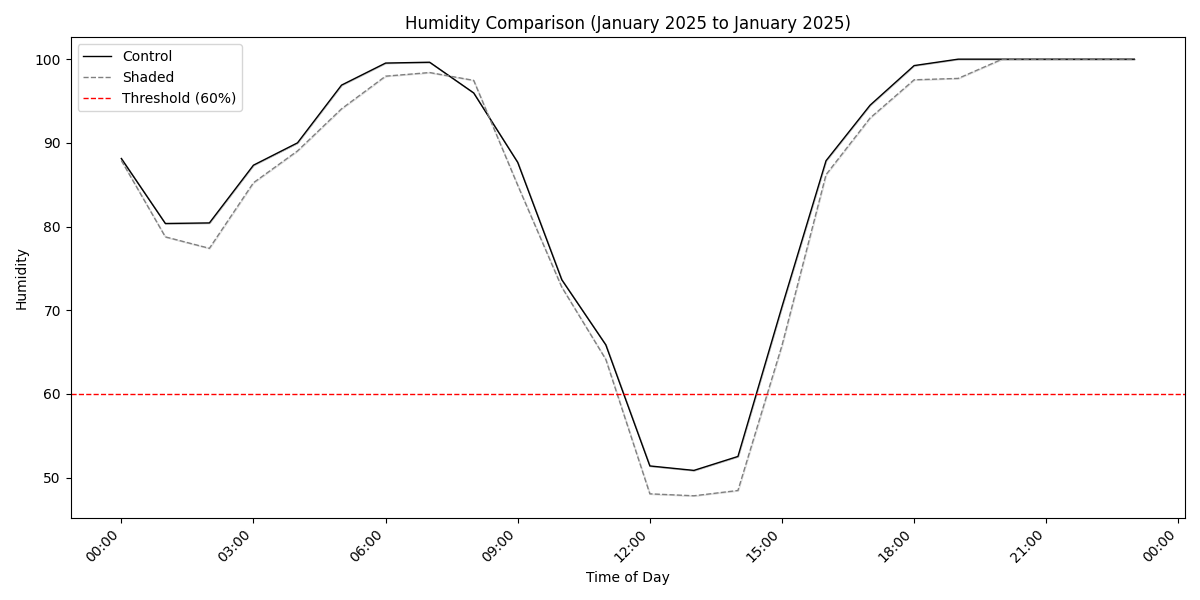 Humidity Comparison (January 2025 to January 2025)
Control
Shaded
Threshold (60%)
Humidity
100
90
80
70
60
50
00:00
03:00
06:00
09:00
12:00
15:00
18:00
21:00
00:00
Time of Day